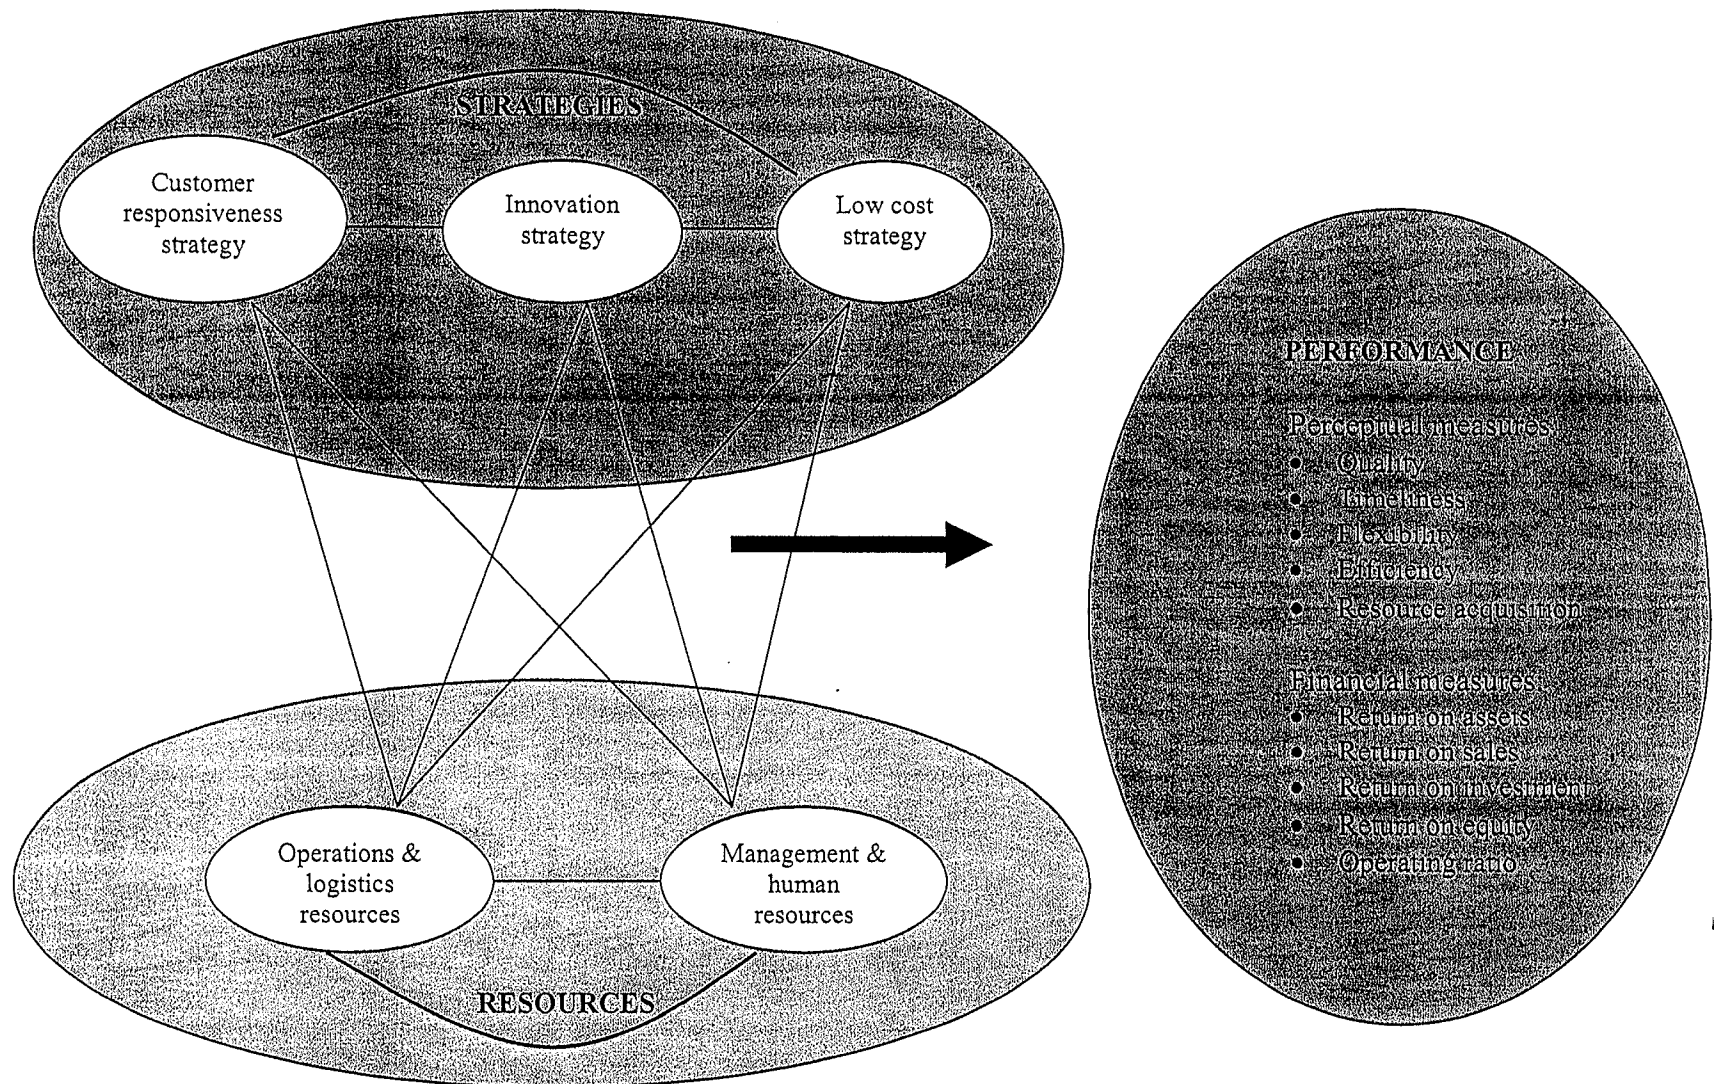 STRATEGIES
Customer
responsiveness
strategy
Innovation
strategy
Low cost
strategy
PERFORMANCE
Perceptual measures
• Quality
• Timeliness
• Flexibility
• Efficiency
• Resource acquisition
Financial measures
• Return on assets
• Return on sales
• Return on investment
• Return on equity
• Operating ratio
Operations &
logistics
resources
Management &
human
resources
RESOURCES